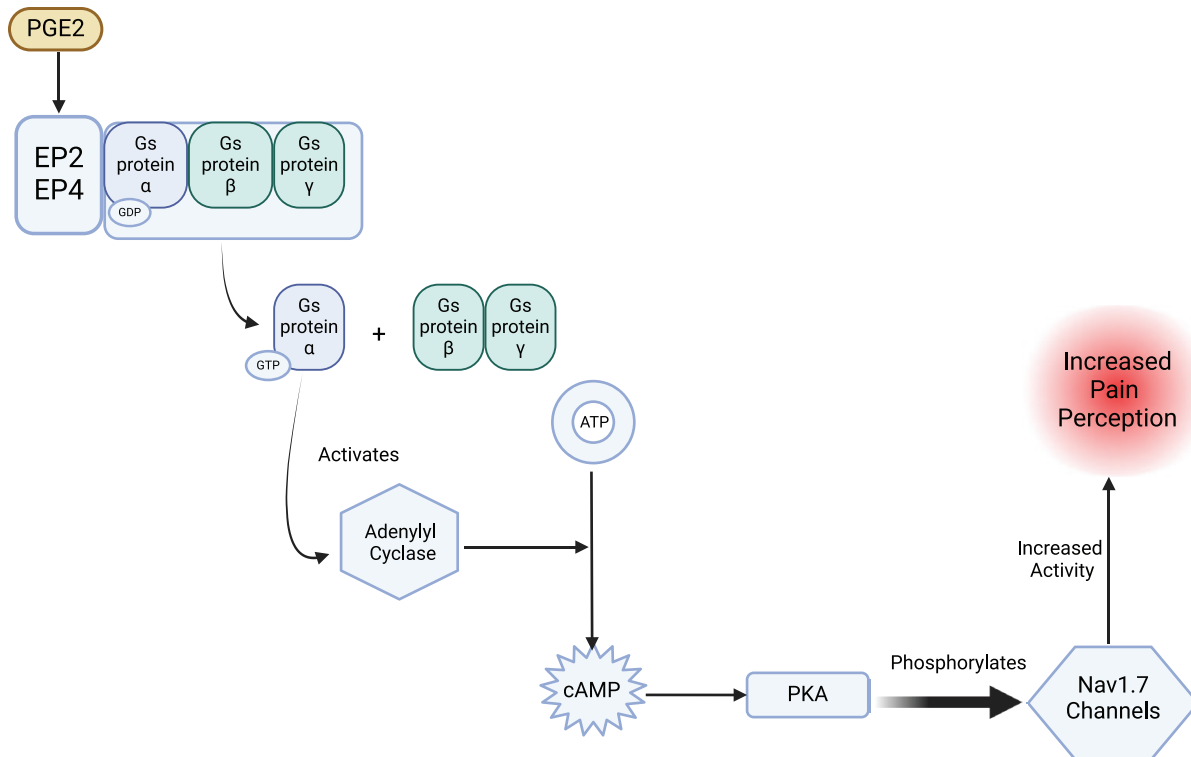 PGE2
EP2
EP4
Gs
protein
α
GDP
Gs
protein
β
Gs
protein
γ
Gs
protein
α
GTP
+
Gs
protein
β
Gs
protein
γ
ATP
Activates
Adenylyl
Cyclase
cAMP
PKA
Phosphorylates
Nav1.7
Channels
Increased
Activity
Increased
Pain
Perception